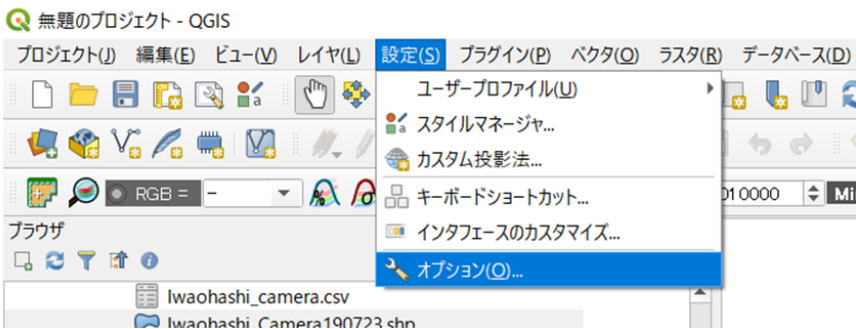 無題のプロジェクト - QGIS
プロジェクト(J) 編集(E) ビュー(V) レイヤ(L) 設定(S) プラグイン(P) ベクタ(O) ラスタ(R) データベース(D)
ユーザープロファイル(U)
スタイルマネージャ...
カスタム投影法...
キーボードショートカット...
インタフェースのカスタマイズ...
オプション(O)...
RGB = –
010000 Mi
ブラウザ
Iwaohashi_camera.csv
Iwaohashi_Camera190723.shp